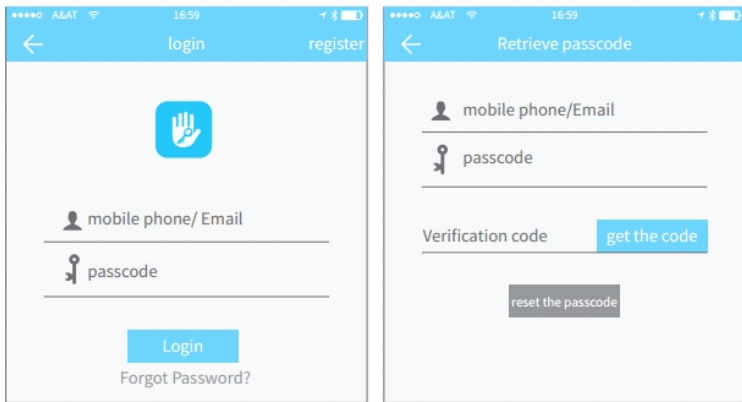 A&AT 16:59
login register
mobile phone/ Email
passcode
Login
Forgot Password?
A&AT 16:59
Retrieve passcode
mobile phone/Email
passcode
Verification code get the code
reset the passcode